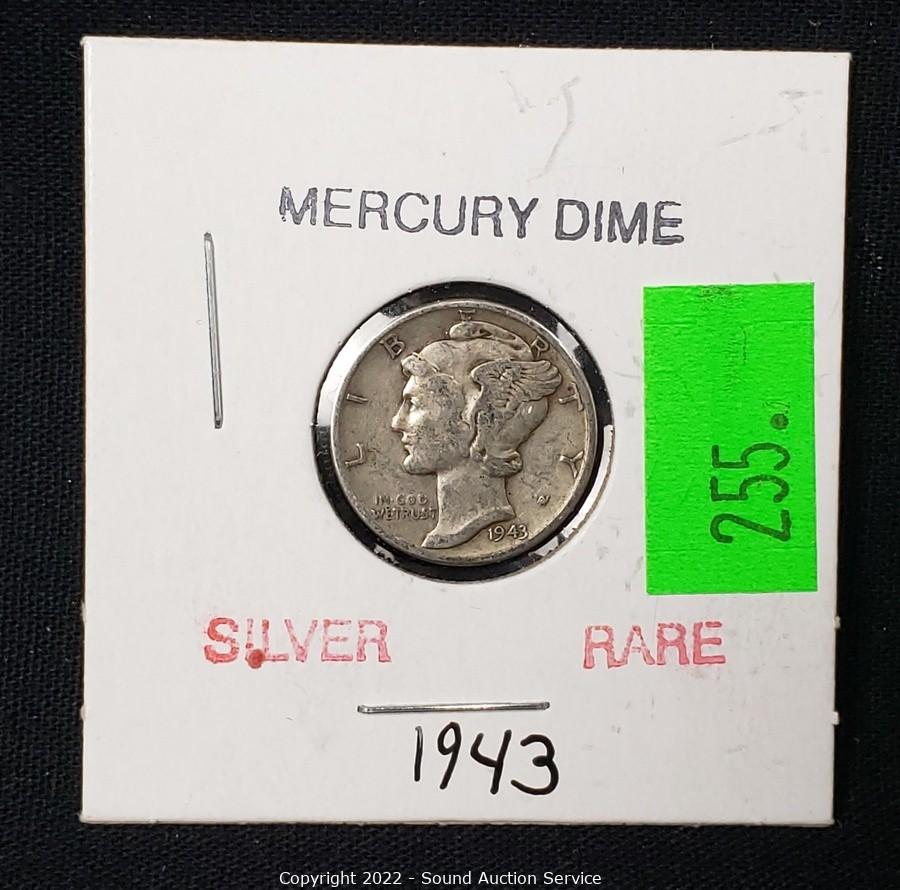 MERCURY DIME
LIBERTY
IN GOD
WE TRUST
1943
255.
SILVER RARE
1943
Copyright 2022 - Sound Auction Service